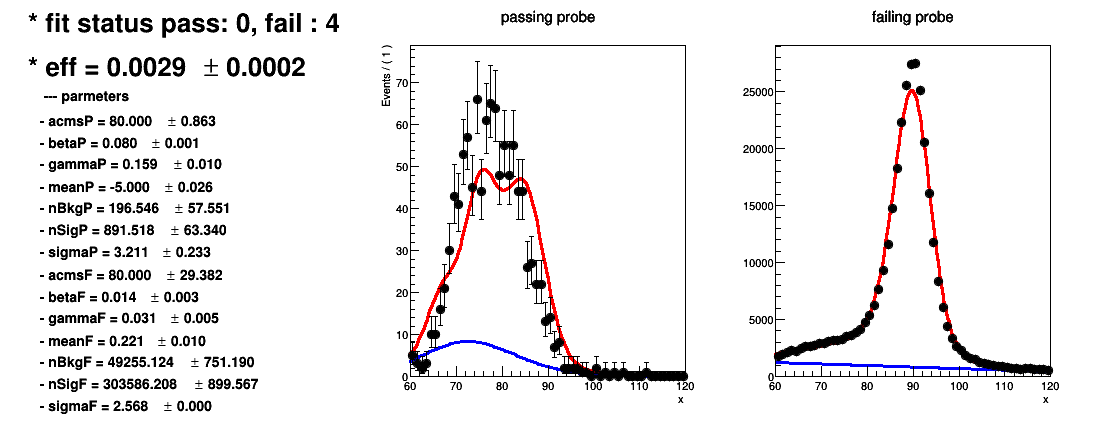 * fit status pass: 0, fail : 4
* eff = 0.0029 ± 0.0002
--- parmeters
- acmsP = 80.000 ± 0.863
- betaP = 0.080 ± 0.001
- gammaP = 0.159 ± 0.010
- meanP = -5.000 ± 0.026
- nBkgP = 196.546 ± 57.551
- nSigP = 891.518 ± 63.340
- sigmaP = 3.211 ± 0.233
- acmsF = 80.000 ± 29.382
- betaF = 0.014 ± 0.003
- gammaF = 0.031 ± 0.005
- meanF = 0.221 ± 0.010
- nBkgF = 49255.124 ± 751.190
- nSigF = 303586.208 ± 899.567
- sigmaF = 2.568 ± 0.000
passing probe
Events / ( 1 )
70
60
50
40
30
20
10
0
60 70 80 90 100 110 120
x
failing probe
25000
20000
15000
10000
5000
0
60 70 80 90 100 110 120
x